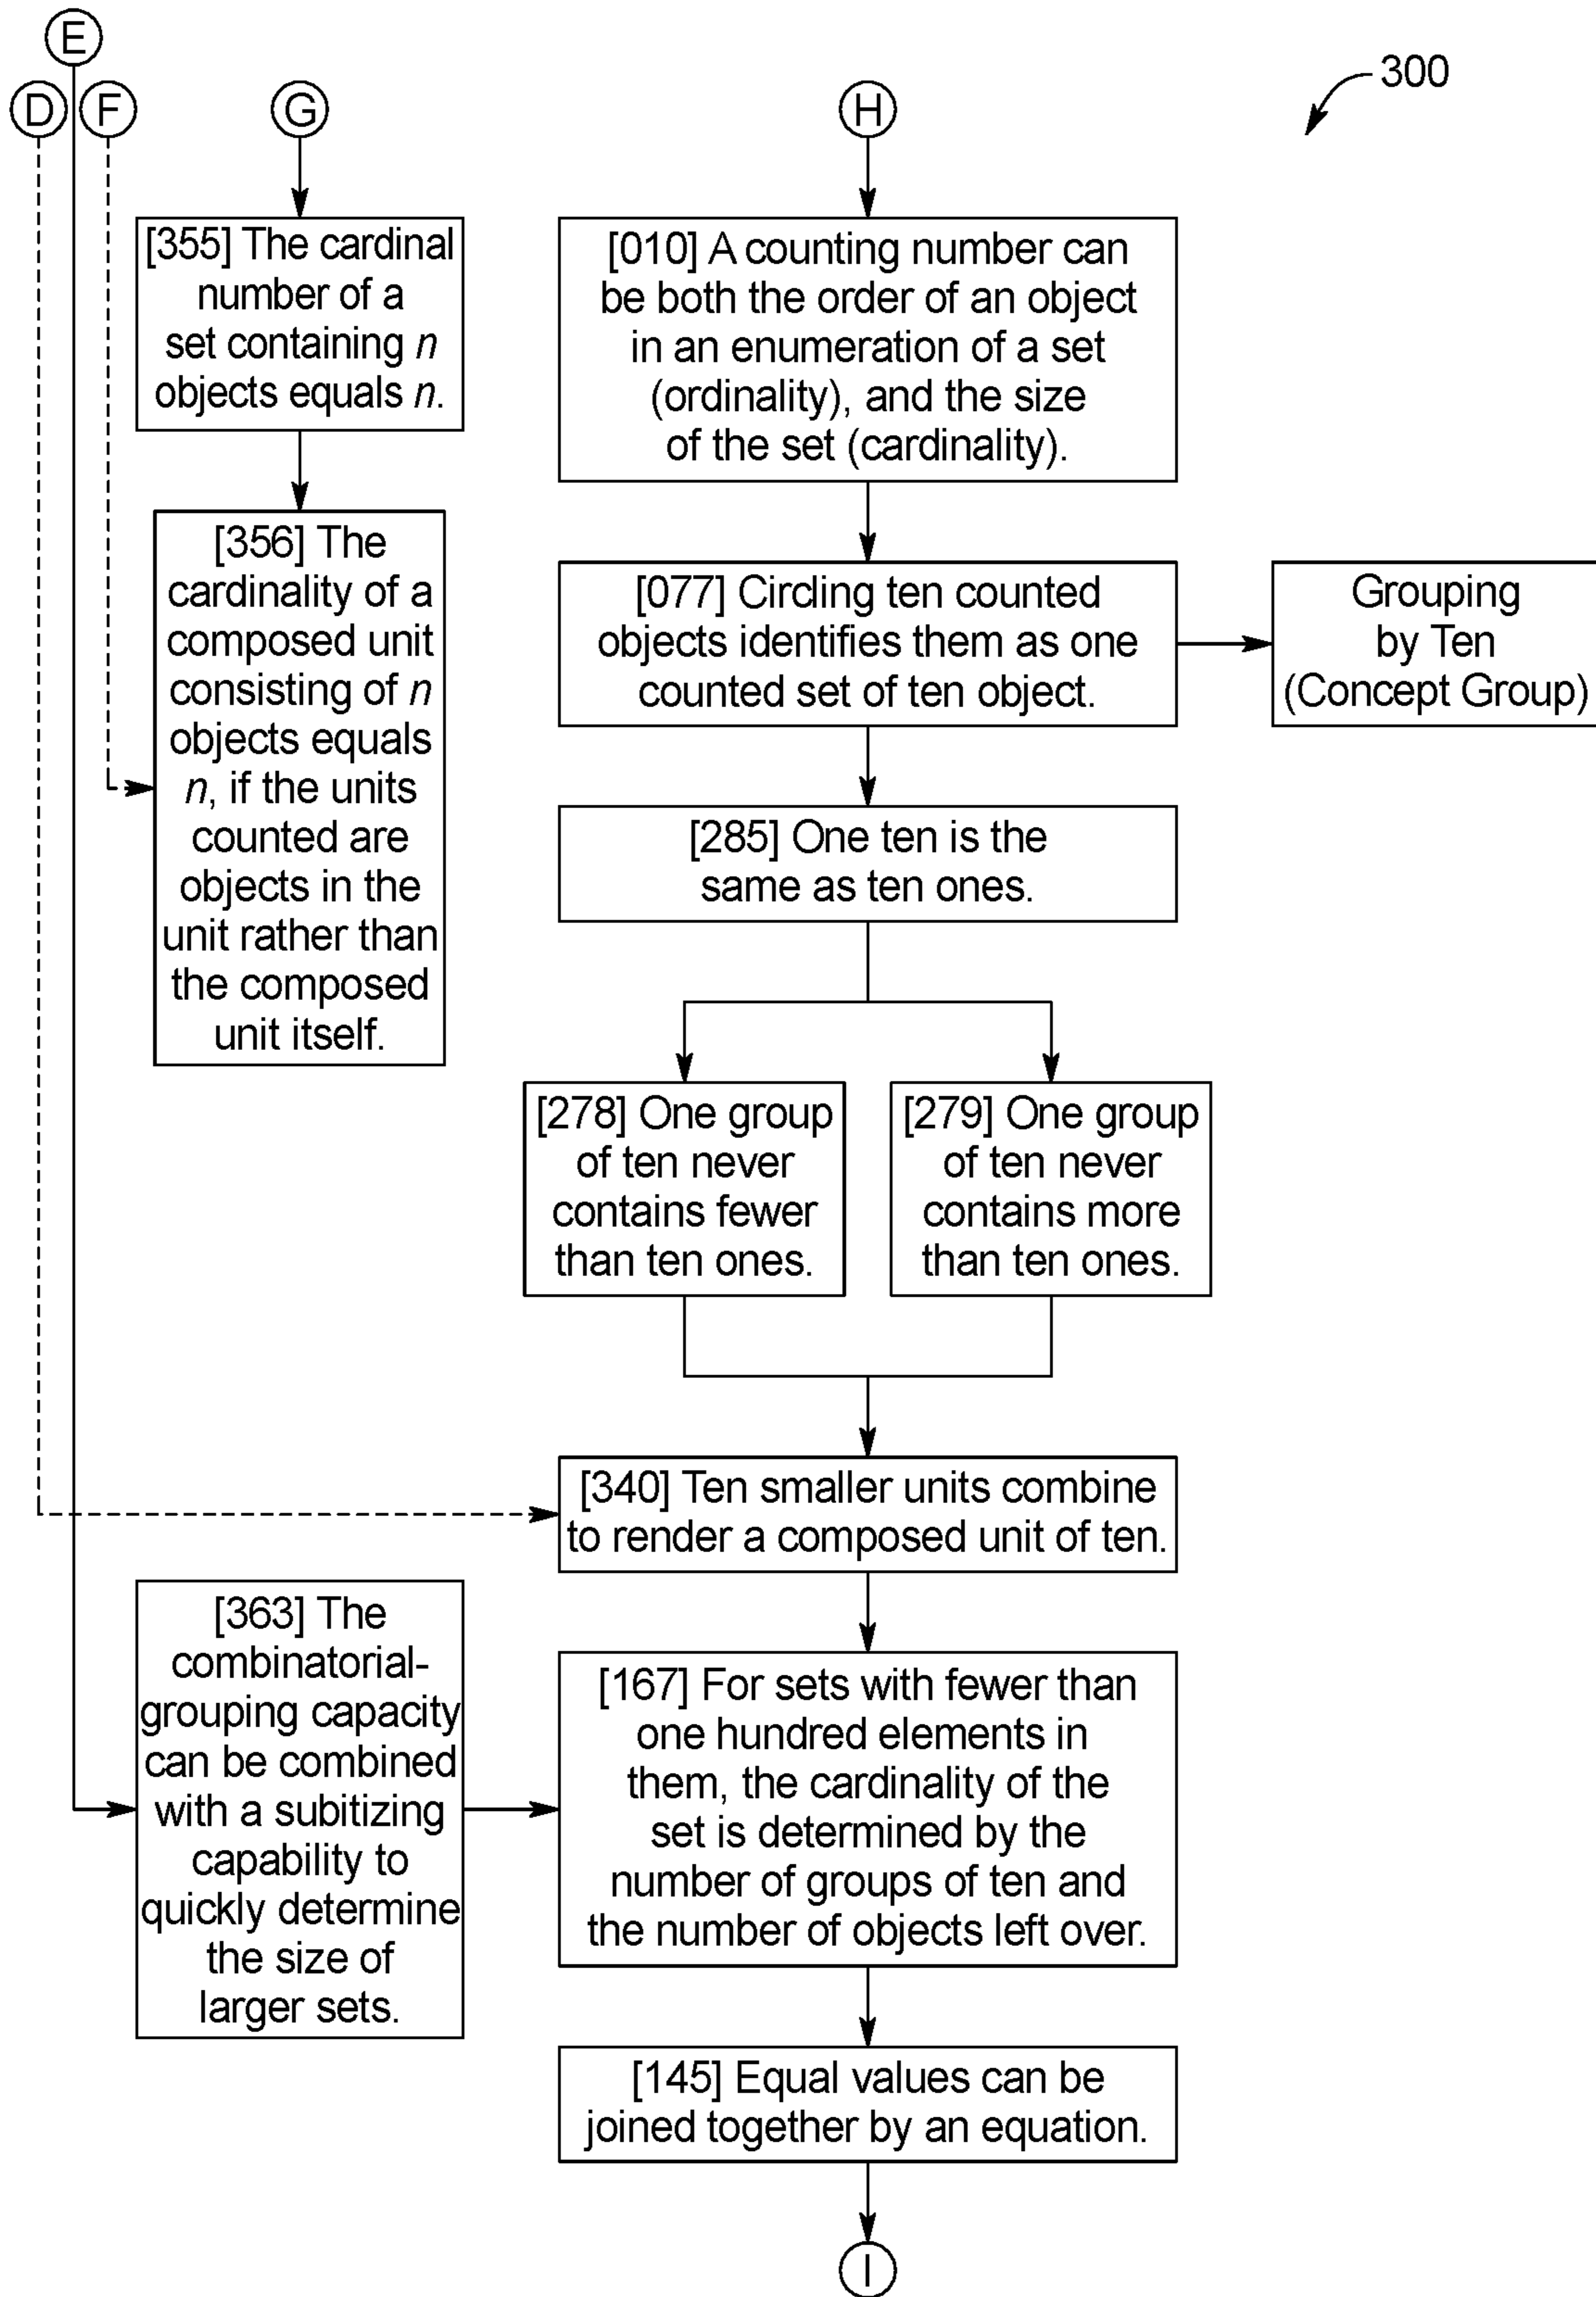 E
D
F
G
H
300
[355] The cardinal
number of a
set containing n
objects equals n.
[010] A counting number can
be both the order of an object
in an enumeration of a set
(ordinality), and the size
of the set (cardinality).
[356] The
cardinality of a
composed unit
consisting of n
objects equals
n, if the units
counted are
objects in the
unit rather than
the composed
unit itself.
[077] Circling ten counted
objects identifies them as one
counted set of ten object.
Grouping
by Ten
(Concept Group)
[285] One ten is the
same as ten ones.
[278] One group
of ten never
contains fewer
than ten ones.
[279] One group
of ten never
contains more
than ten ones.
[340] Ten smaller units combine
to render a composed unit of ten.
[363] The
combinatorial-
grouping capacity
can be combined
with a subitizing
capability to
quickly determine
the size of
larger sets.
[167] For sets with fewer than
one hundred elements in
them, the cardinality of the
set is determined by the
number of groups of ten and
the number of objects left over.
[145] Equal values can be
joined together by an equation.
I